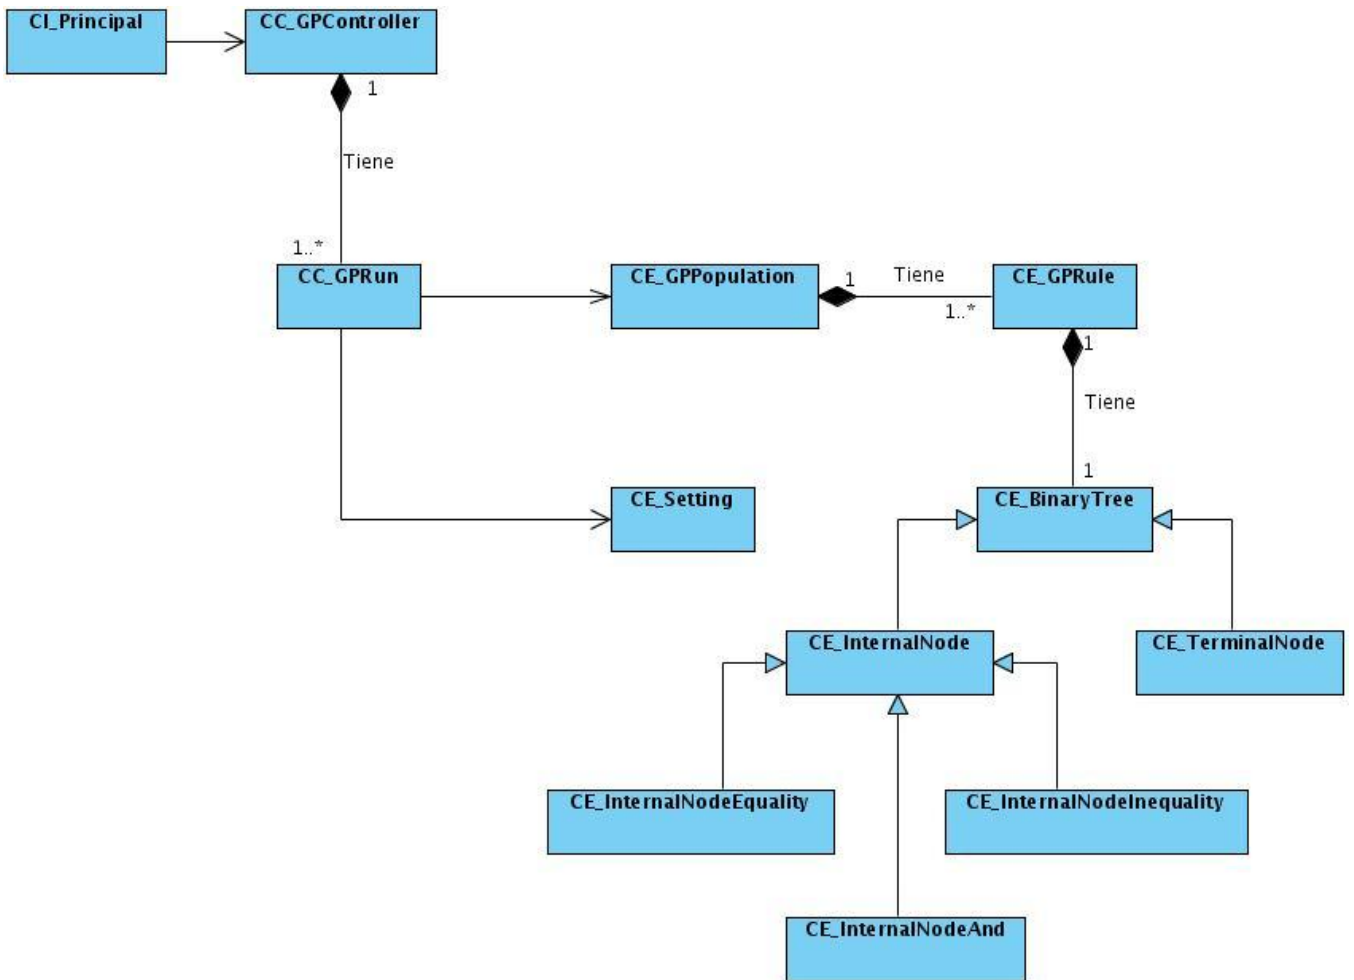 CI_Principal
CC_GPController
1
Tiene
1..*
CC_GPRun
CE_GPPopulation
1
Tiene
1..*
CE_GPRule
1
Tiene
1
CE_Setting
CE_BinaryTree
CE_InternalNode
CE_TerminalNode
CE_InternalNodeEquality
CE_InternalNodeInequality
CE_InternalNodeAnd